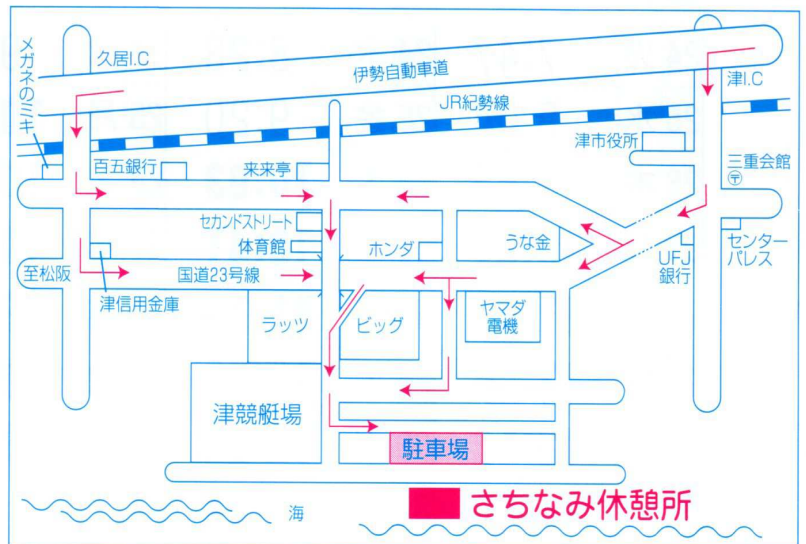 メガネのミキ
久居I.C
伊勢自動車道
津I.C
JR紀勢線
津市役所
百五銀行
来来亭
三重会館
〒
セカンドストリート
体育館
ホンダ
うな金
UFJ
銀行
センター
パレス
至松阪
国道23号線
津信用金庫
ラッツ
ビッグ
ヤマダ
電機
津競艇場
駐車場
さちなみ休憩所
海